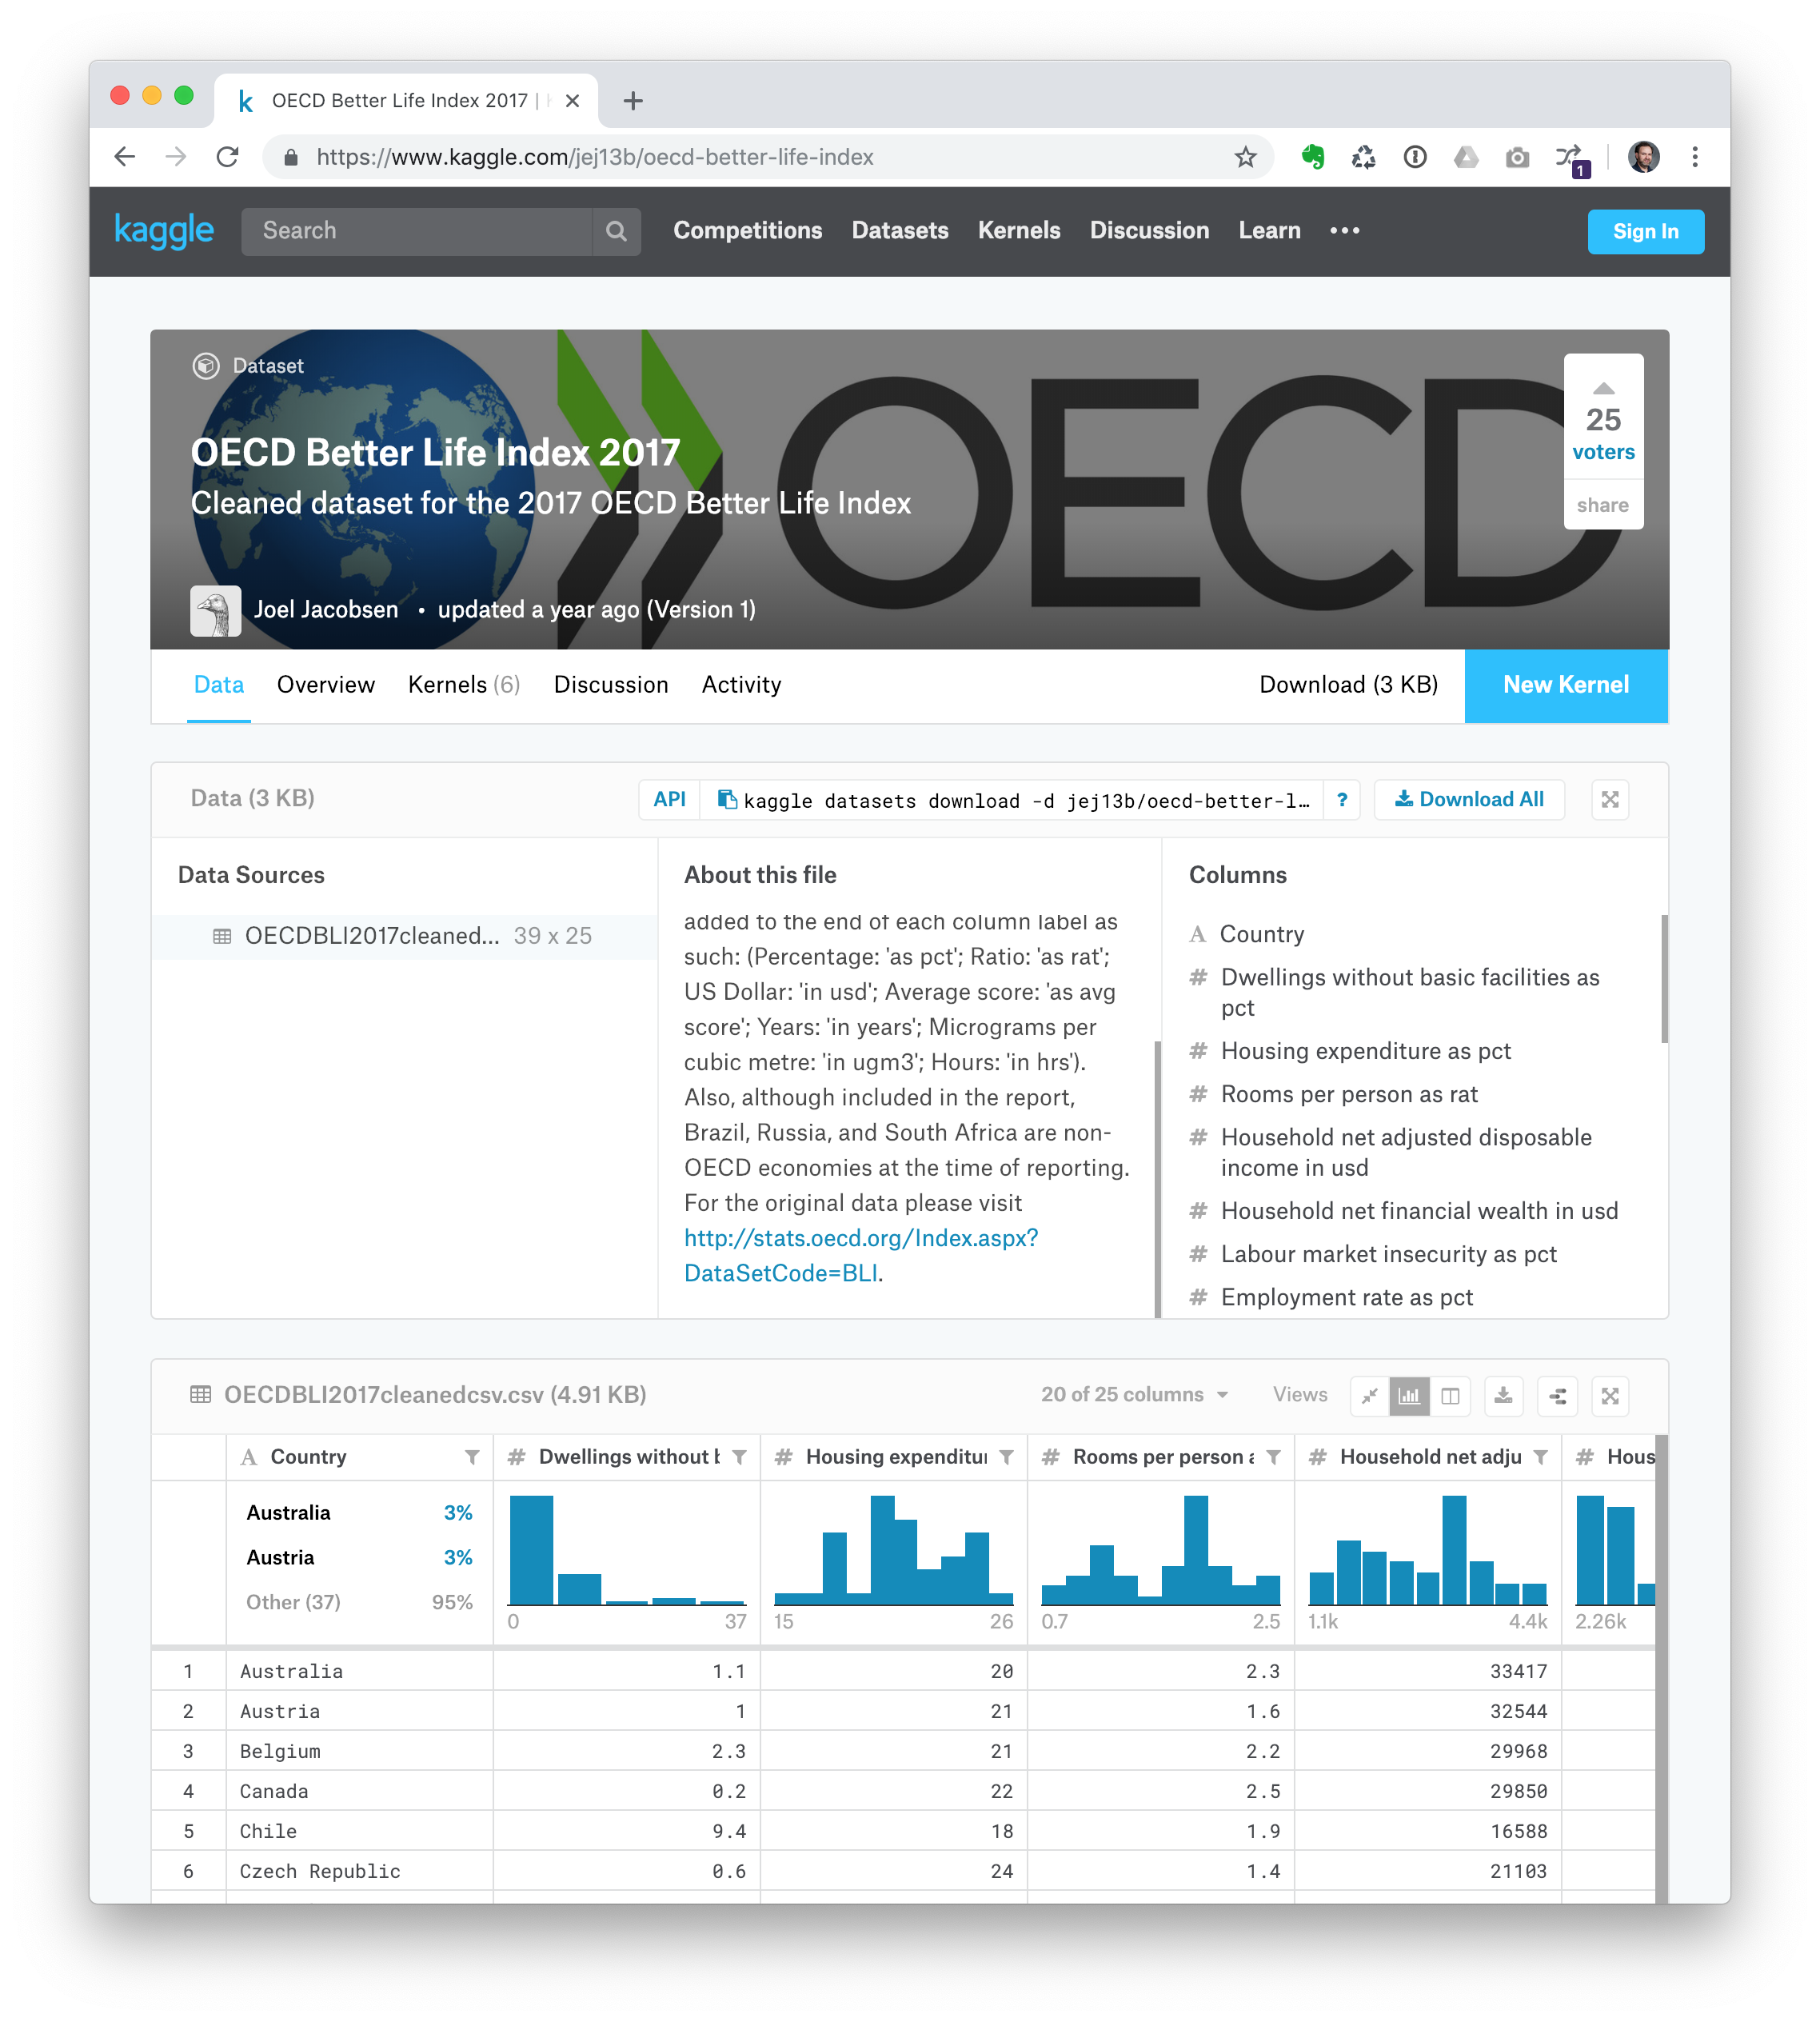 OECD Better Life Index 2017 |
https://www.kaggle.com/jej13b/oecd-better-life-index
1
kaggle
Search
Competitions
Datasets
Kernels
Discussion
Learn
Sign In
Dataset
OECD
25
voters
share
OECD Better Life Index 2017
Cleaned dataset for the 2017 OECD Better Life Index
Joel Jacobsen • updated a year ago (Version 1)
Data
Overview
Kernels (6)
Discussion
Activity
Download (3 KB)
New Kernel
Data (3 KB)
API
kaggle datasets download -d jej13b/oecd-better-l…
?
Download All
Data Sources
OECDBLI2017cleaned... 39 x 25
About this file
added to the end of each column label as
such: (Percentage: 'as pct'; Ratio: 'as rat';
US Dollar: 'in usd'; Average score: 'as avg
score'; Years: 'in years'; Micrograms per
cubic metre: 'in ugm3'; Hours: 'in hrs').
Also, although included in the report,
Brazil, Russia, and South Africa are non-
OECD economies at the time of reporting.
For the original data please visit
http://stats.oecd.org/Index.aspx?
DataSetCode=BLI.
Columns
A Country
# Dwellings without basic facilities as
pct
# Housing expenditure as pct
# Rooms per person as rat
# Household net adjusted disposable
income in usd
# Household net financial wealth in usd
# Labour market insecurity as pct
# Employment rate as pct
OECDBLI2017cleanedcsv.csv (4.91 KB)
20 of 25 columns
Views
A Country # Dwellings without # Housing expenditu # Rooms per person # Household net adju # Hous
Australia 3%
Austria 3%
Other (37) 95%
0 37 15 26 0.7 2.5 1.1k 4.4k 2.26k
1 Australia 1.1 20 2.3 33417
2 Austria 1 21 1.6 32544
3 Belgium 2.3 21 2.2 29968
4 Canada 0.2 22 2.5 29850
5 Chile 9.4 18 1.9 16588
6 Czech Republic 0.6 24 1.4 21103